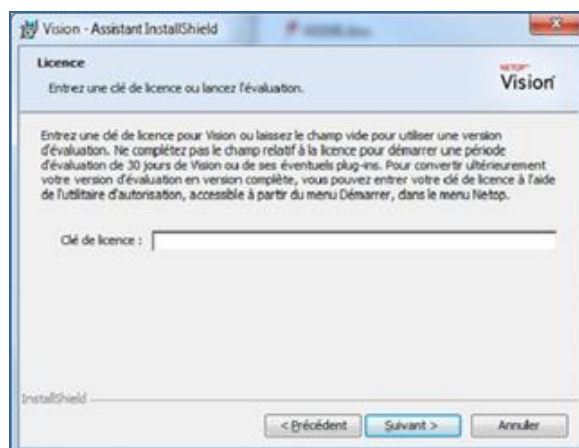 Vision - Assistant InstallShield
Licence
Entrez une clé de licence ou lancez l'évaluation.
NETOP
Vision
Entrez une clé de licence pour Vision ou laissez le champ vide pour utiliser une version
d'évaluation. Ne complétez pas le champ relatif à la licence pour démarrer une période
d'évaluation de 30 jours de Vision ou de ses éventuels plug-ins. Pour convertir ultérieurement
votre version d'évaluation en version complète, vous pouvez entrer votre clé de licence à l'aide
de l'utilitaire d'autorisation, accessible à partir du menu Démarrer, dans le menu Netop.
Clé de licence :
InstallShield
< Précédent
Suivant >
Annuler